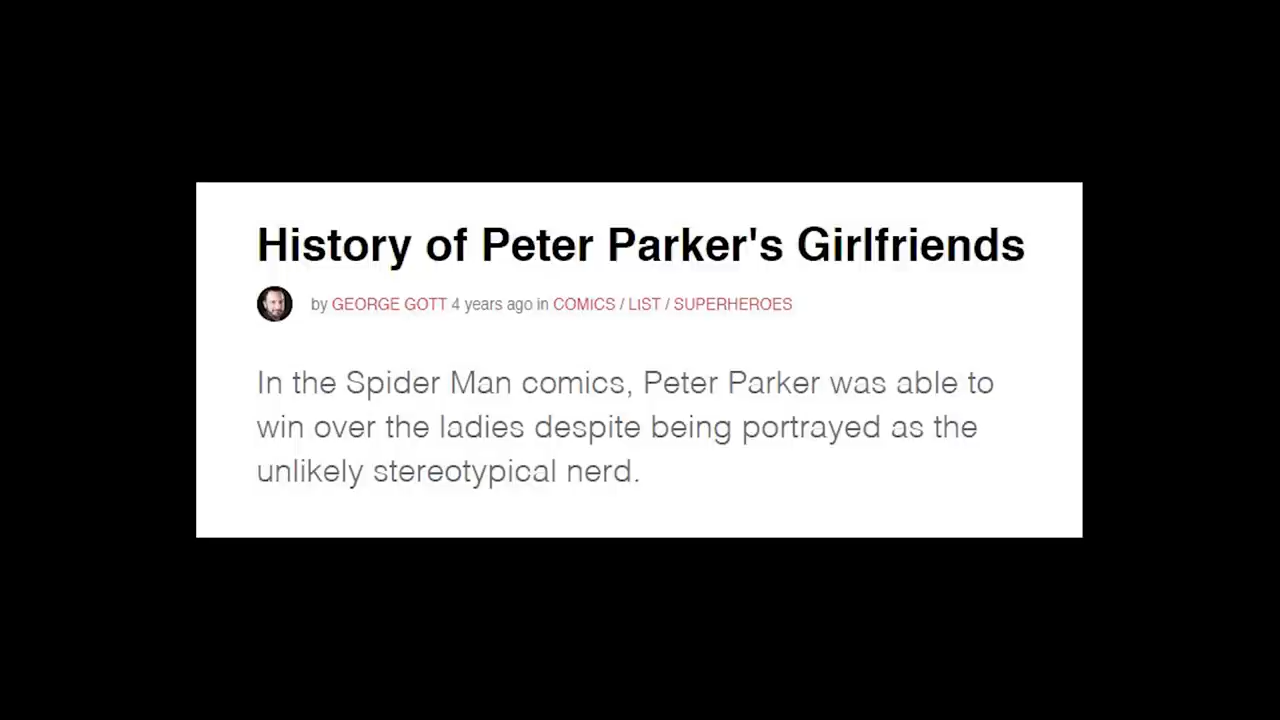 History of Peter Parker's Girlfriends
by GEORGE GOTT 4 years ago in COMICS / LIST / SUPERHEROES
In the Spider Man comics, Peter Parker was able to
win over the ladies despite being portrayed as the
unlikely stereotypical nerd.